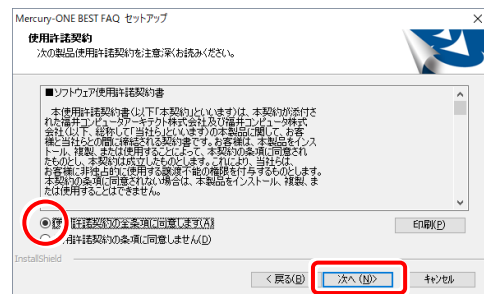 Mercury-ONE BEST FAQ セットアップ
使用許諾契約
次の製品使用許諾契約を注意深くお読みください。
■ソフトウェア使用許諾契約書
本使用許諾契約書(以下「本契約」といいます)は、本契約が添付さ
れた福井コンピュータアーキテクト株式会社及び福井コンピュータ株式
会社(以下、総称して「当社ら」といいます)の本製品に関して、お客
様と当社らとの間に締結される契約書です。お客様は、本製品をインス
トール、複製、または使用することによって、本契約の条項に同意され
たものとし、本契約は成立したものとします。これにより、当社らは、
お客様に非独占的に使用する譲渡不能の権限を付与するものとします。
本契約の条項に同意されない場合は、本製品をインストール、複製、ま
たは使用することはできません。
使用許諾契約の全条項に同意します(A)
用許諾契約の条項に同意しません(D)
印刷(P)
InstallShield
< 戻る(B)
次へ (N)>
キャンセル